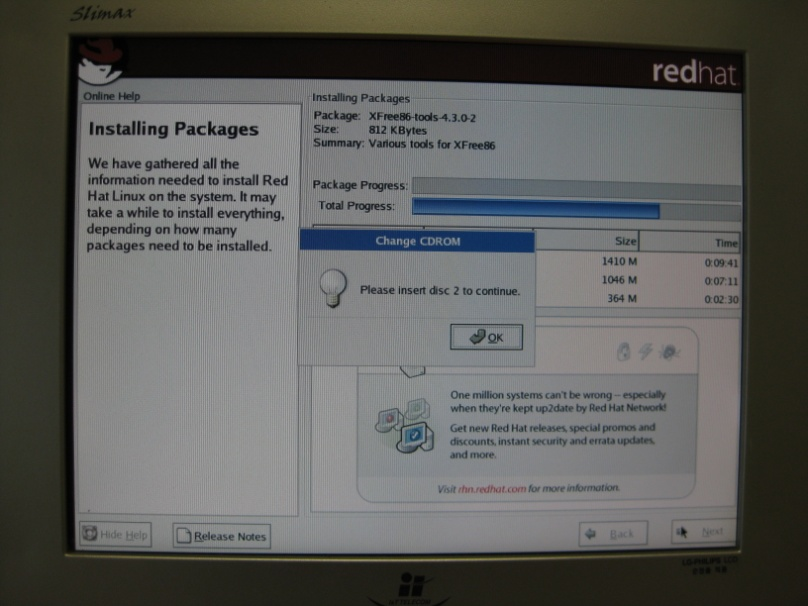 Slimax
redhat.
Online Help
Installing Packages
We have gathered all the
information needed to install Red
Hat Linux on the system. It may
take a while to install everything,
depending on how many
packages need to be installed.
Installing Packages
Package: XFree86-tools-4.3.0-2
Size: 812 KBytes
Summary: Various tools for XFree86
Package Progress:
Total Progress:
Size Time
1410 M 0:09:41
1046 M 0:07:11
364 M 0:02:30
Change CDROM
Please insert disc 2 to continue.
OK
One million systems can't be wrong -- especially
when they're kept up2date by Red Hat Network!
Get new Red Hat releases, special promos and
discounts, instant security and errata updates,
and more.
Visit rhn.redhat.com for more information.
Hide Help
Release Notes
Back
Next